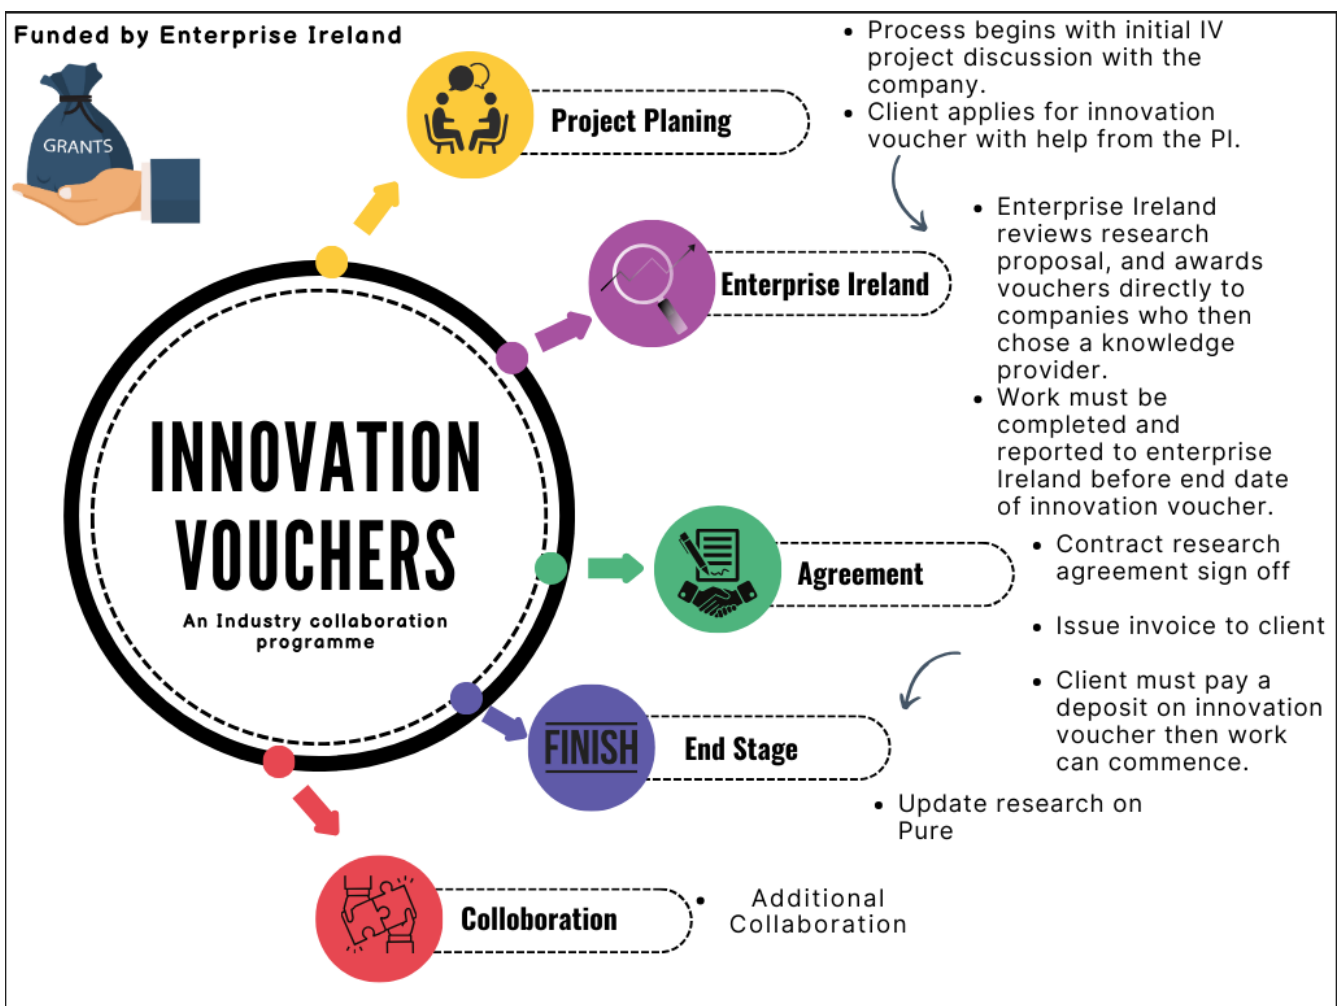 Funded by Enterprise Ireland
GRANTS
Project Planing
• Process begins with initial IV
project discussion with the
company.
• Client applies for innovation
voucher with help from the PI.
Enterprise Ireland
• Enterprise Ireland
reviews research
proposal, and awards
vouchers directly to
companies who then
chose a knowledge
provider.
• Work must be
completed and
reported to enterprise
Ireland before end date
of innovation voucher.
INNOVATION
VOUCHERS
An Industry collaboration
programme
Agreement
• Contract research
agreement sign off
• Issue invoice to client
• Client must pay a
deposit on innovation
voucher then work
can commence.
FINISH
End Stage
• Update research on
Pure
Colloboration
• Additional
Collaboration